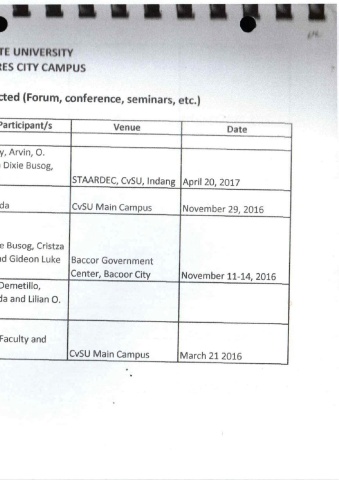 TE UNIVERSITY
RES CITY CAMPUS
cted (Forum, conference, seminars, etc.)
Participant/s Venue Date
y, Arvin, O.
Dixie Busog,
STAARDEC, CvSU, Indang April 20, 2017
da CvSU Main Campus November 29, 2016
e Busog, Cristza
nd Gideon Luke Baccor Government
Center, Bacoor City November 11-14, 2016
Demetillo,
da and Lilian O.
Faculty and
CvSU Main Campus March 21 2016